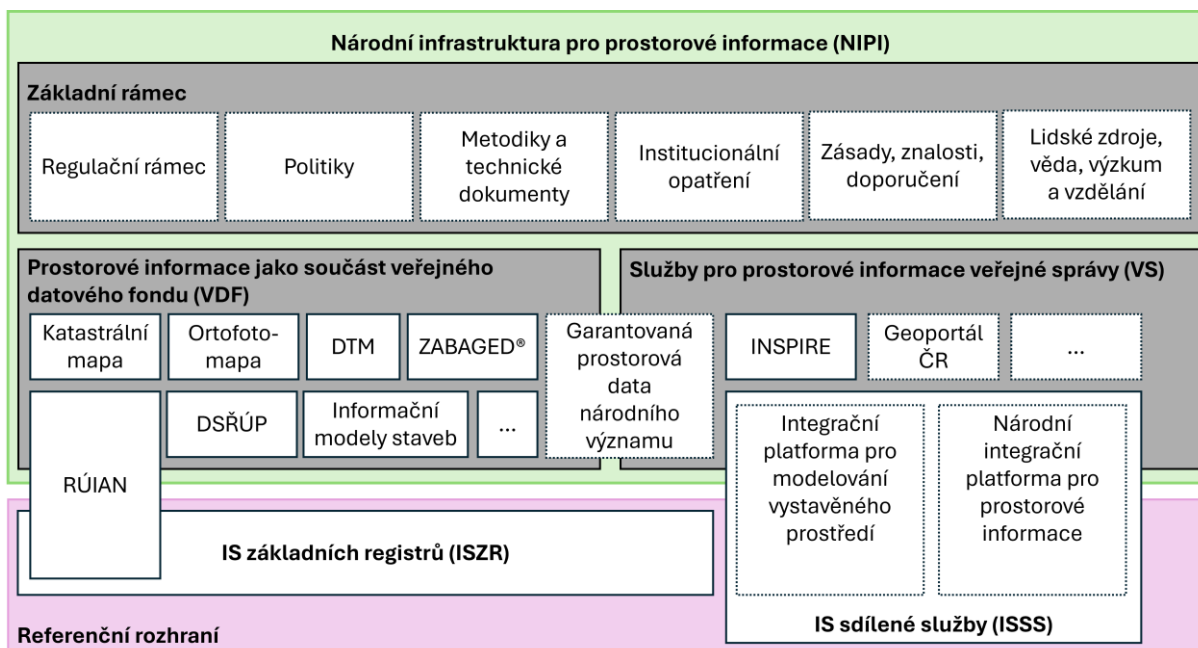 Národní infrastruktura pro prostorové informace (NIPI)
Základní rámec
Regulační rámec
Politiky
Metodiky a
technické
dokumenty
Institucionální
opatření
Zásady, znalosti,
doporučení
Lidské zdroje,
věda, výzkum
a vzdělání
Prostorové informace jako součást veřejného
datového fondu (VDF)
Katastrální
mapa
Ortofoto-
mapa
DTM
ZABAGED®
Garantovaná
prostorová
data
národního
významu
RÚIAN
DSŘÚP
Informační
modely staveb
...
Služby pro prostorové informace veřejné správy (VS)
INSPIRE
Geoportál
ČR
...
Integrační
platforma pro
modelování
vystavěného
prostředí
Národní
integrační
platforma pro
prostorové
informace
IS základních registrů (ISZR)
IS sdílené služby (ISSS)
Referenční rozhraní